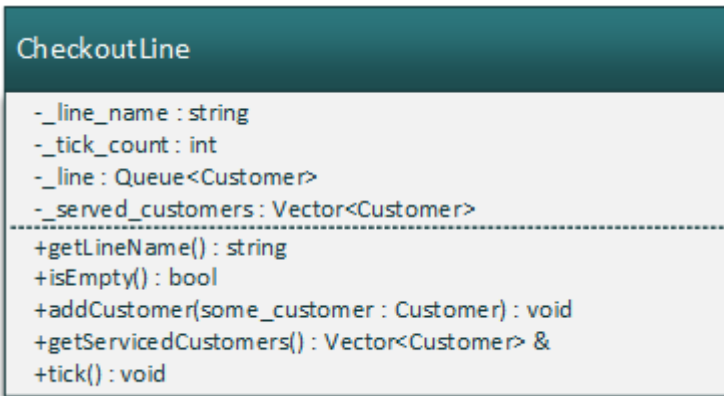 CheckoutLine
-_line_name : string
-_tick_count : int
-_line : Queue<Customer>
-_served_customers : Vector<Customer>
+getLineName() : string
+isEmpty() : bool
+addCustomer(some_customer : Customer) : void
+getServicedCustomers() : Vector<Customer> &
+tick() : void